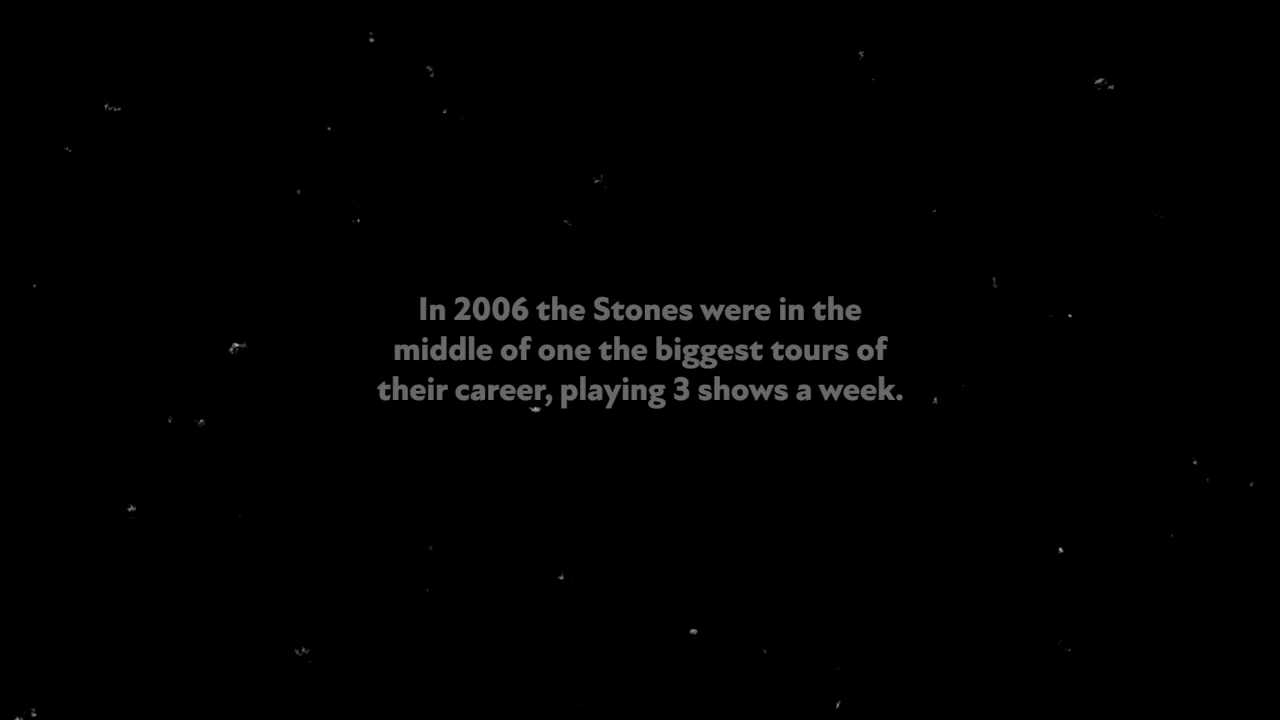 In 2006 the Stones were in the
middle of one the biggest tours of
their career, playing 3 shows a week.